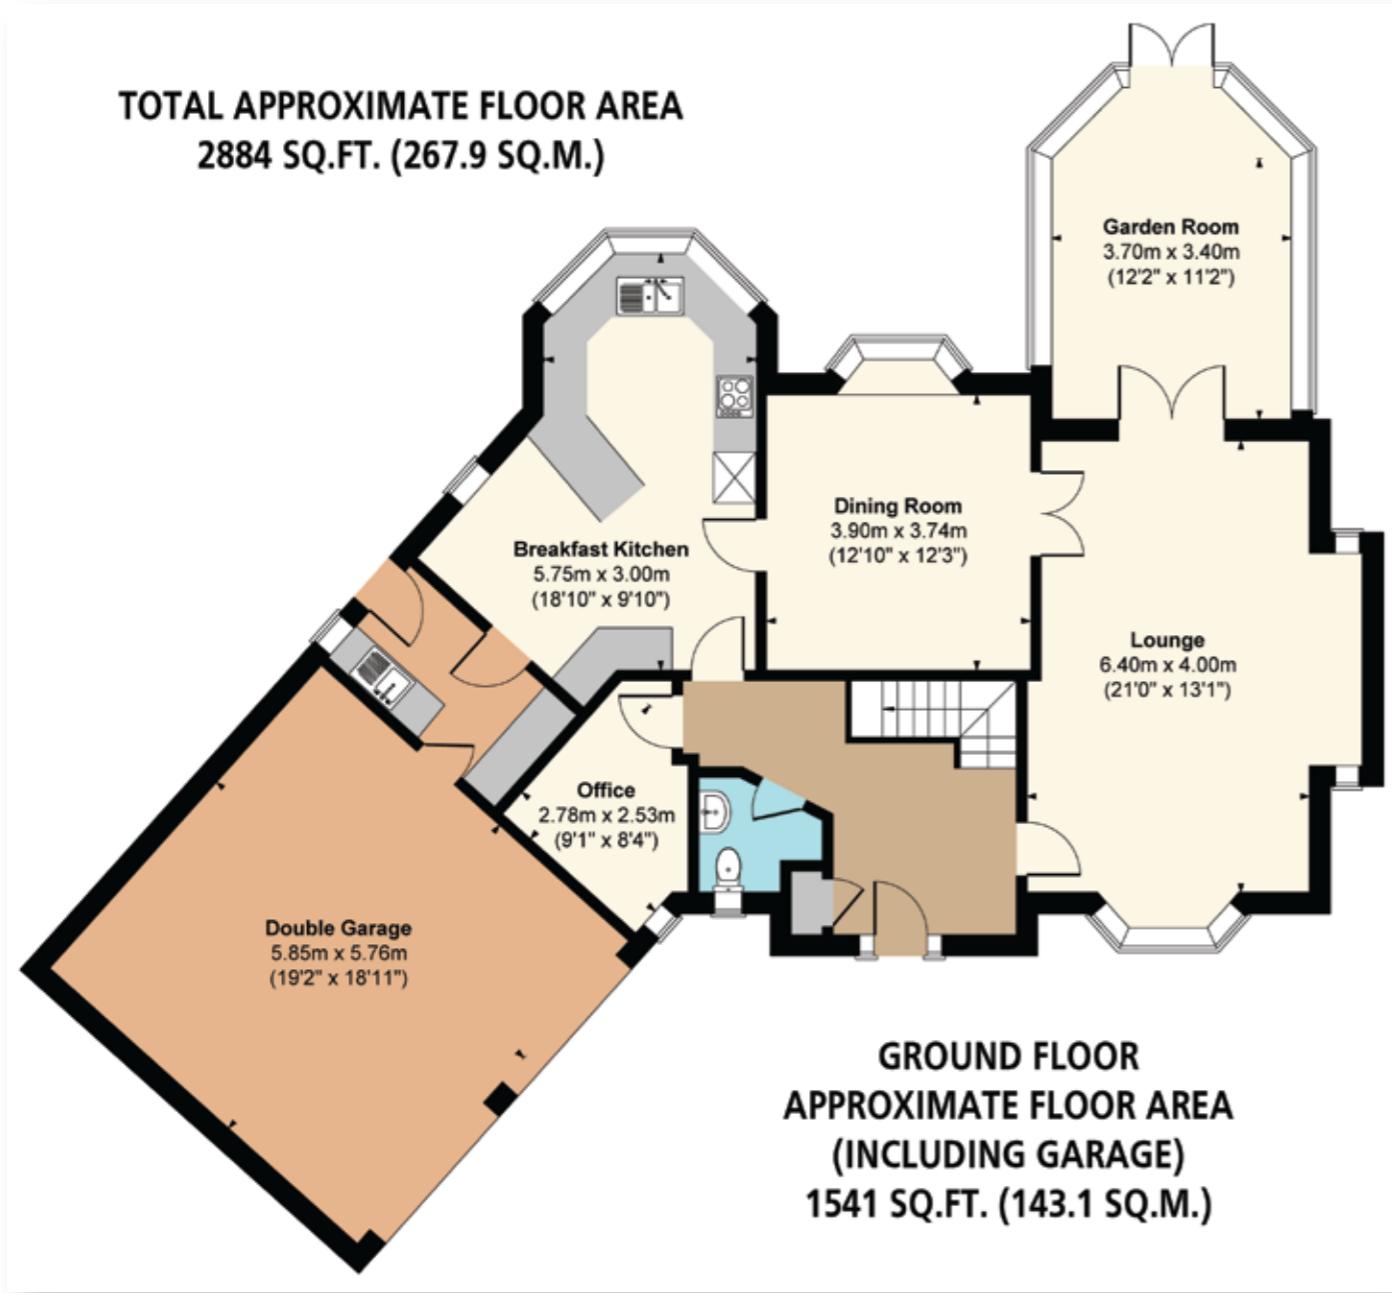 TOTAL APPROXIMATE FLOOR AREA
2884 SQ.FT. (267.9 SQ.M.)
Garden Room
3.70m x 3.40m
(12'2" x 11'2")
Dining Room
3.90m x 3.74m
(12'10" x 12'3")
Breakfast Kitchen
5.75m x 3.00m
(18'10" x 9'10")
Lounge
6.40m x 4.00m
(21'0" x 13'1")
Office
2.78m x 2.53m
(9'1" x 8'4")
Double Garage
5.85m x 5.76m
(19'2" x 18'11")
GROUND FLOOR
APPROXIMATE FLOOR AREA
(INCLUDING GARAGE)
1541 SQ.FT. (143.1 SQ.M.)